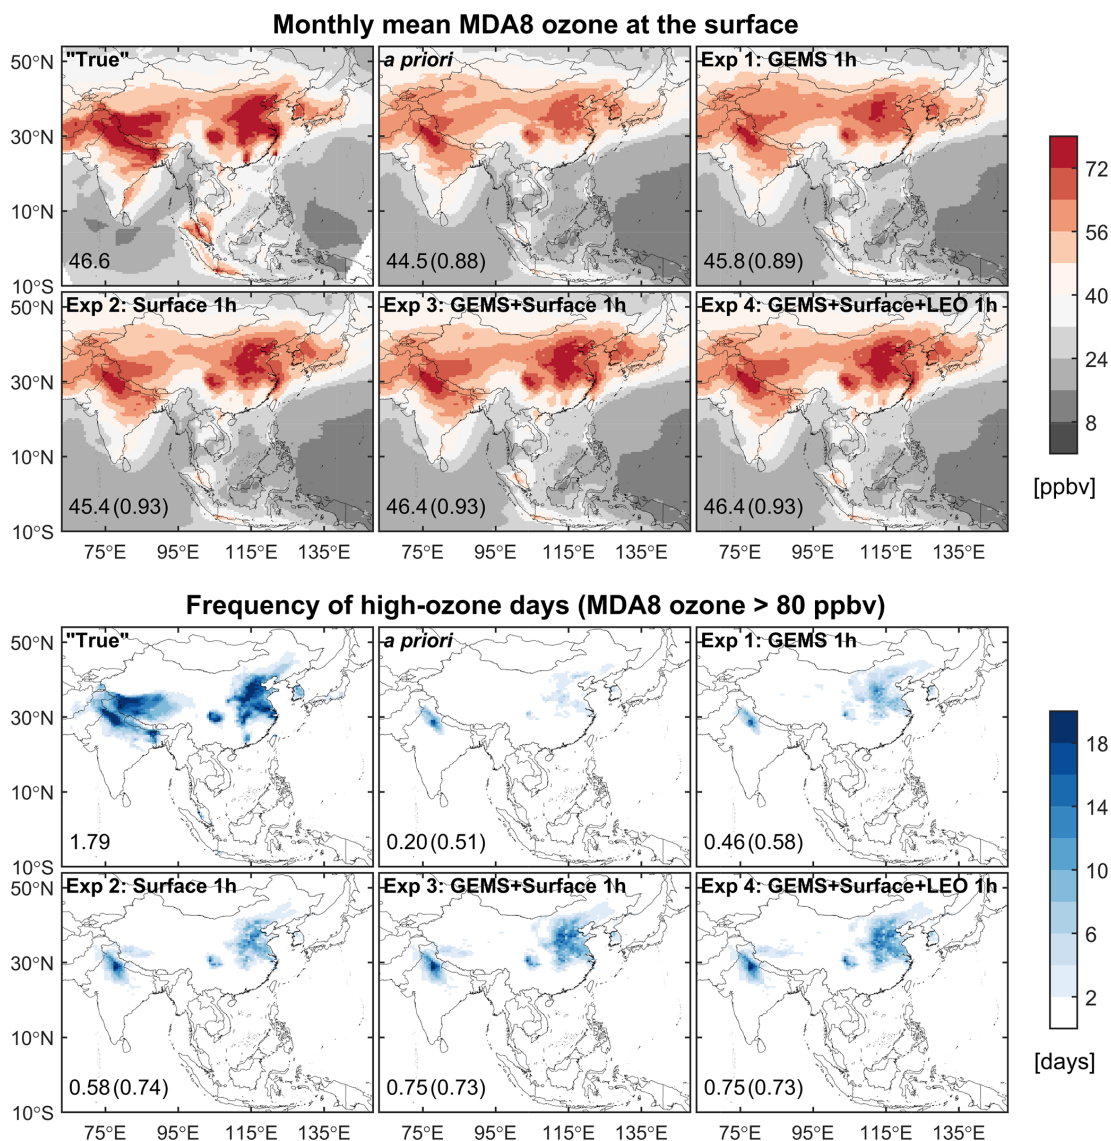 Monthly mean MDA8 ozone at the surface
"True"
a priori
Exp 1: GEMS 1h
50°N
30°N
10°N
10°S
46.6
44.5(0.88)
45.8(0.89)
Exp 2: Surface 1h
Exp 3: GEMS+Surface 1h
Exp 4: GEMS+Surface+LEO 1h
50°N
30°N
10°N
10°S
45.4(0.93)
46.4(0.93)
46.4(0.93)
75°E 95°E 115°E 135°E
75°E 95°E 115°E 135°E
75°E 95°E 115°E 135°E
72
56
40
24
8
[ppbv]
Frequency of high-ozone days (MDA8 ozone > 80 ppbv)
"True"
a priori
Exp 1: GEMS 1h
50°N
30°N
10°N
10°S
1.79
0.20(0.51)
0.46(0.58)
Exp 2: Surface 1h
Exp 3: GEMS+Surface 1h
Exp 4: GEMS+Surface+LEO 1h
50°N
30°N
10°N
10°S
0.58(0.74)
0.75(0.73)
0.75(0.73)
75°E 95°E 115°E 135°E
75°E 95°E 115°E 135°E
75°E 95°E 115°E 135°E
18
14
10
6
2
[days]